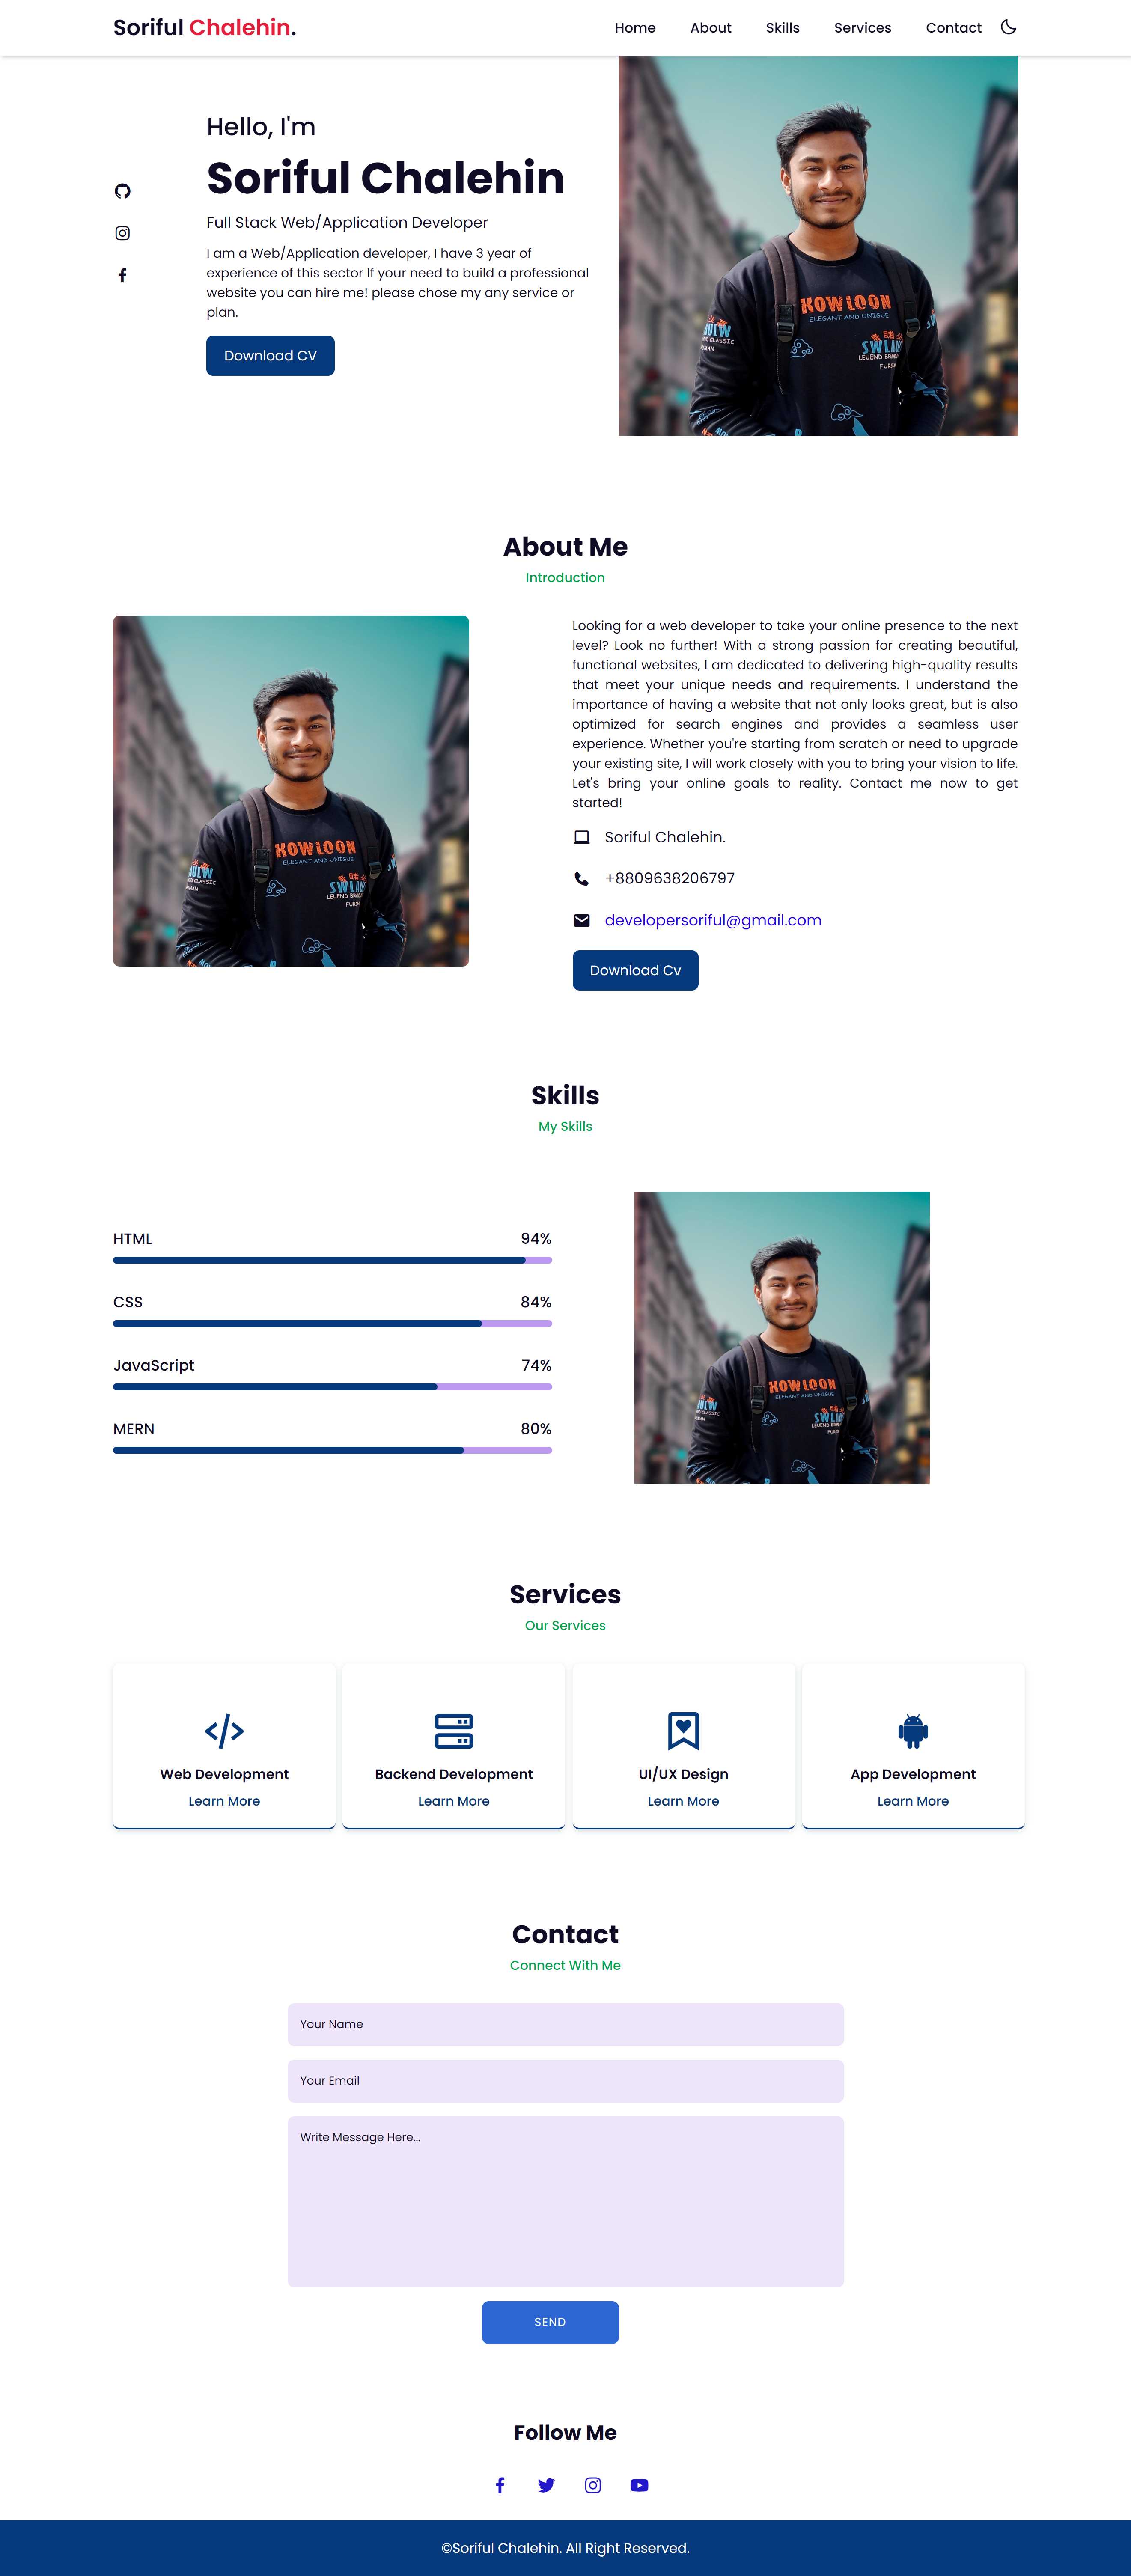 Soriful Chalehin.
Home About Skills Services Contact
Hello, I'm
Soriful Chalehin
Full Stack Web/Application Developer
I am a Web/Application developer, I have 3 year of
experience of this sector If your need to build a professional
website you can hire me! please chose my any service or
plan.
Download CV
HOWLOON
ELEGANT AND UNIQUE
About Me
Introduction
HOWLOON
ELEGANT AND UNIQUE
Looking for a web developer to take your online presence to the next
level? Look no further! With a strong passion for creating beautiful,
functional websites, I am dedicated to delivering high-quality results
that meet your unique needs and requirements. I understand the
importance of having a website that not only looks great, but is also
optimized for search engines and provides a seamless user
experience. Whether you're starting from scratch or need to upgrade
your existing site, I will work closely with you to bring your vision to life.
Let's bring your online goals to reality. Contact me now to get
started!
Soriful Chalehin.
+8809638206797
developersoriful@gmail.com
Download Cv
Skills
My Skills
HTML 94%
CSS 84%
JavaScript 74%
MERN 80%
HOWLOON
ELEGANT AND UNIQUE
Services
Our Services
Web Development
Learn More
Backend Development
Learn More
UI/UX Design
Learn More
App Development
Learn More
Contact
Connect With Me
Your Name
Your Email
Write Message Here...
SEND
Follow Me
©Soriful Chalehin. All Right Reserved.